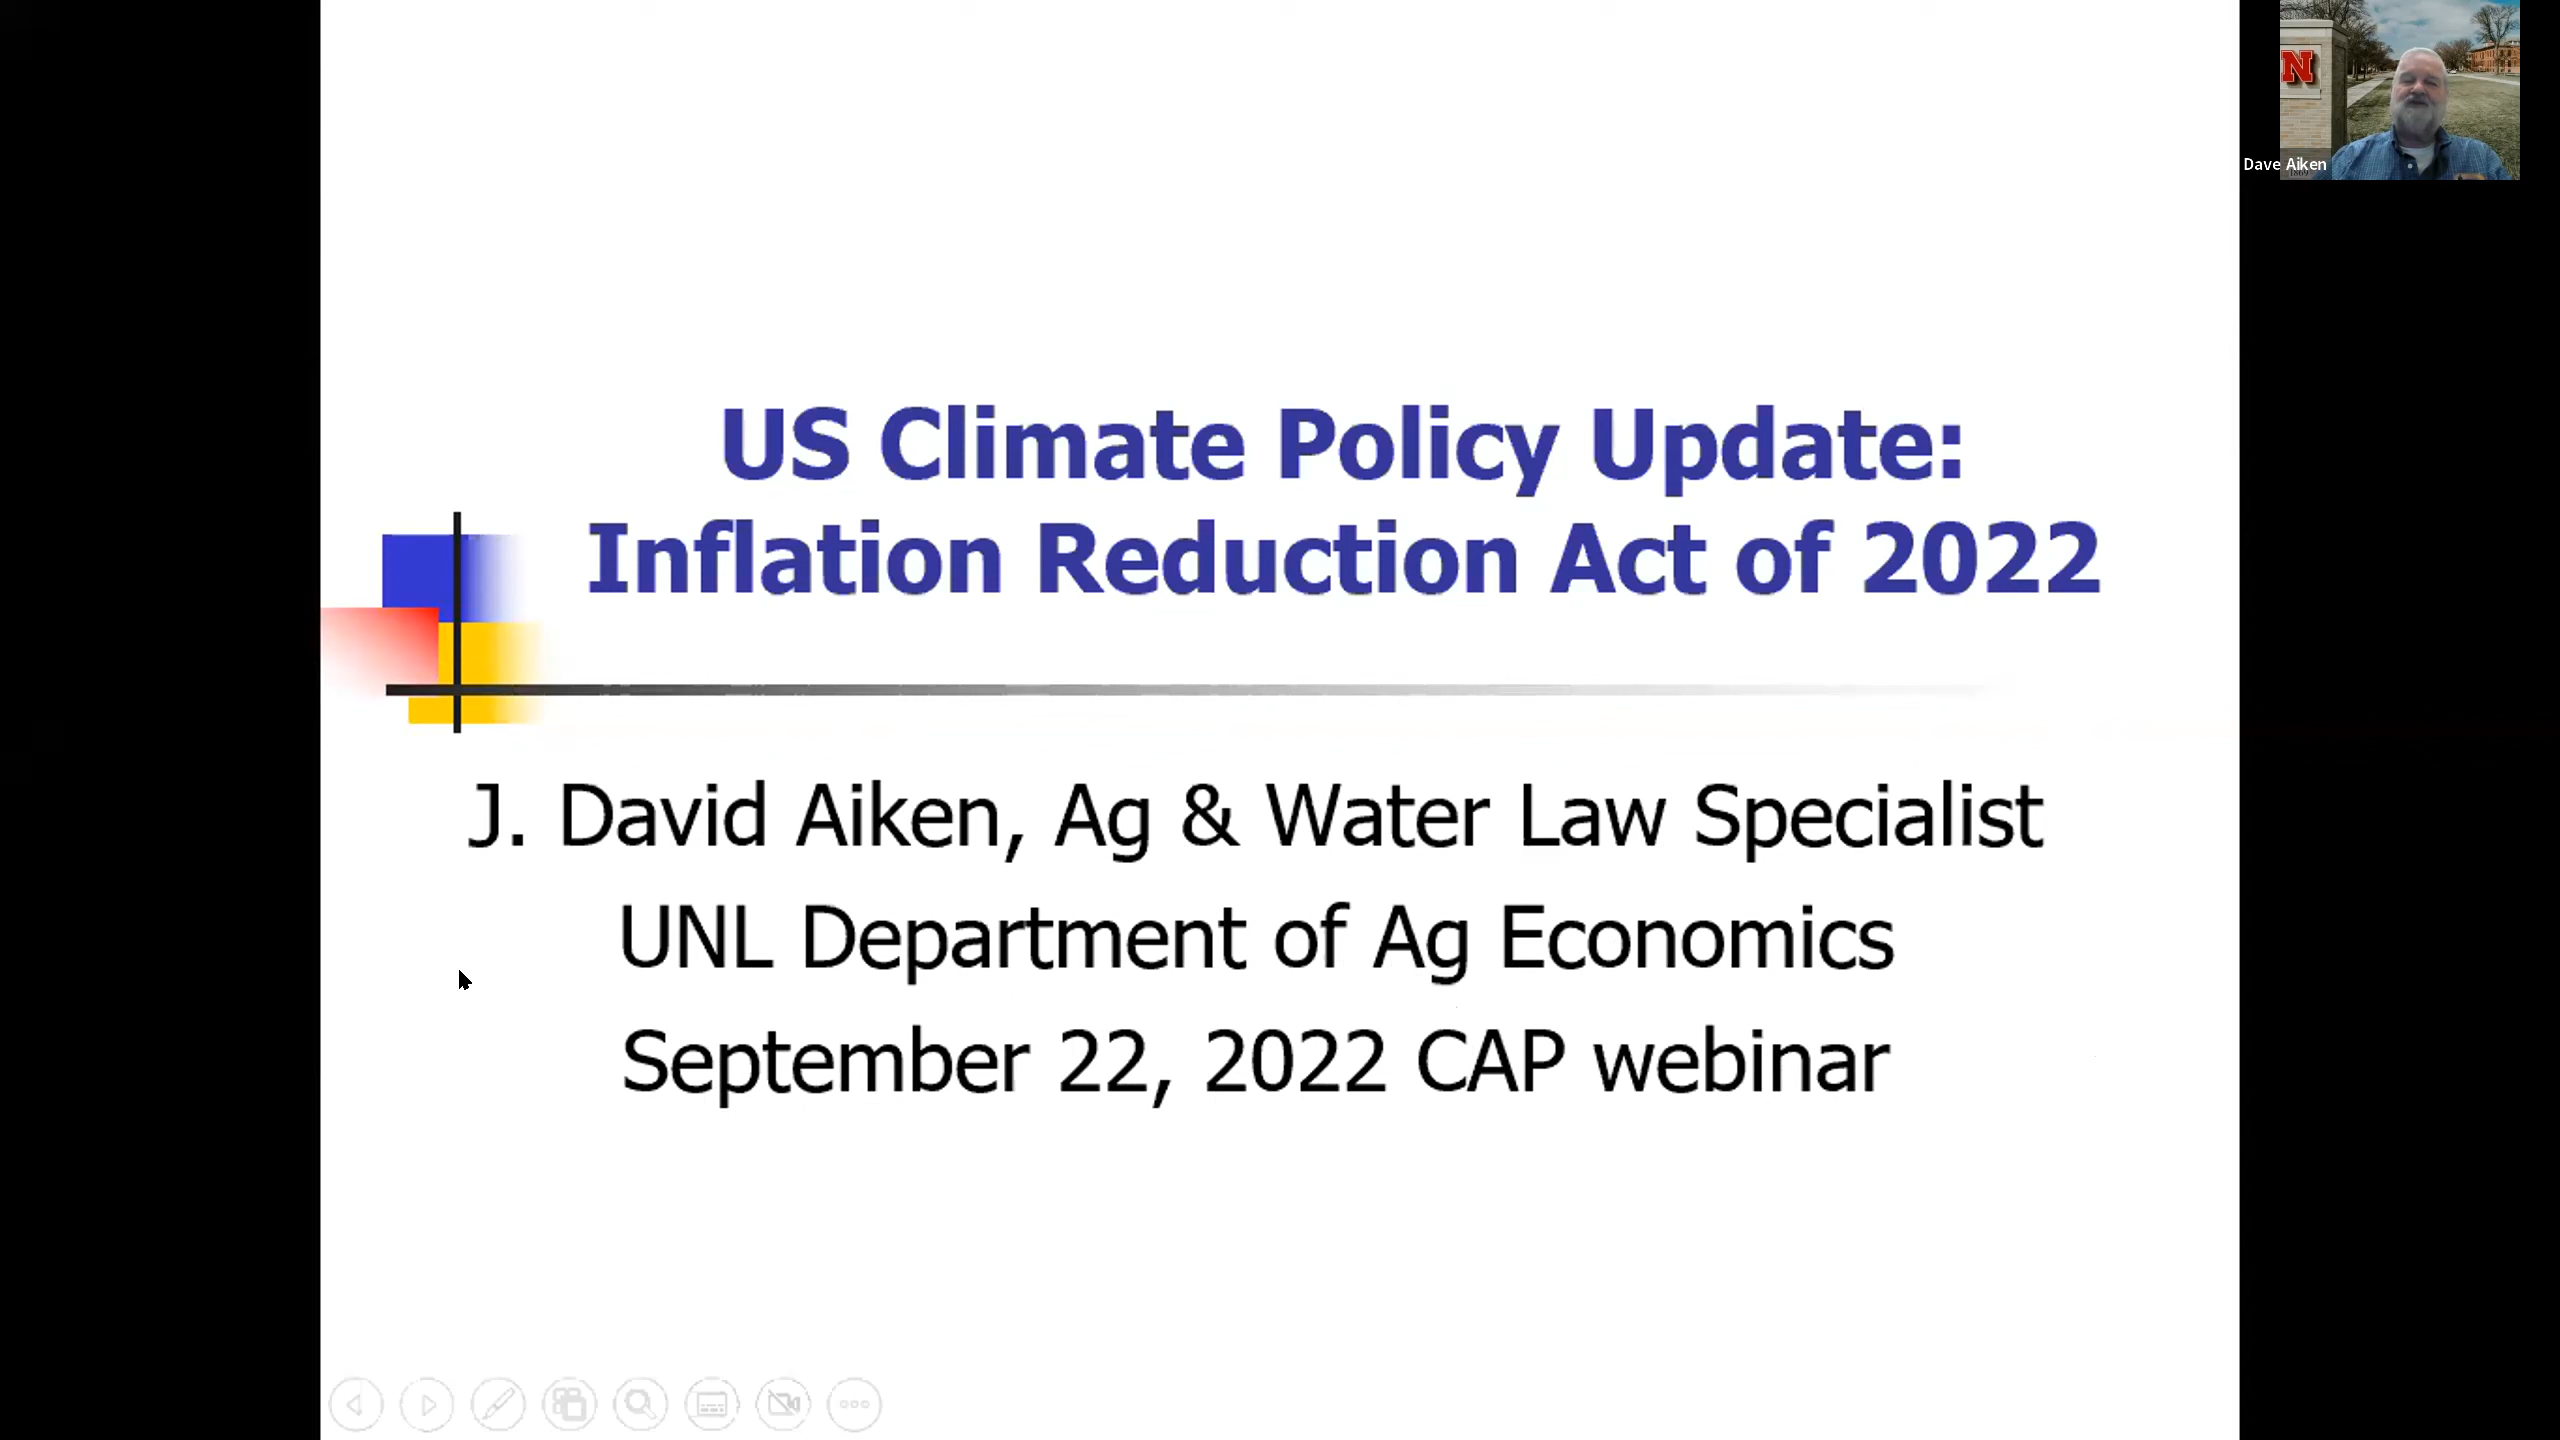 US Climate Policy Update:
Inflation Reduction Act of 2022
J. David Aiken, Ag & Water Law Specialist
UNL Department of Ag Economics
September 22, 2022 CAP webinar
N
Dave Aiken
1869